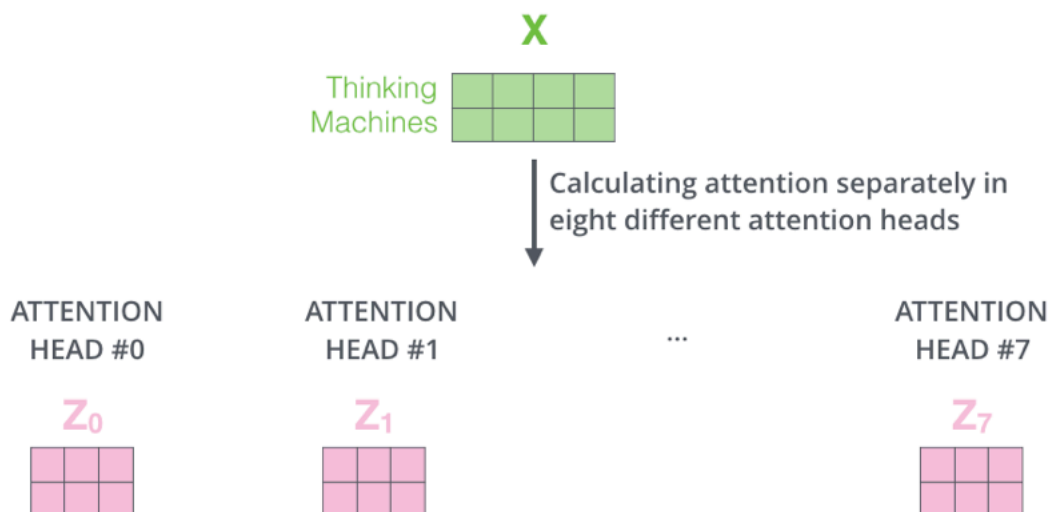 X
Thinking
Machines
Calculating attention separately in
eight different attention heads
ATTENTION
HEAD #0
ATTENTION
HEAD #1
...
ATTENTION
HEAD #7
Z0
Z1
Z7